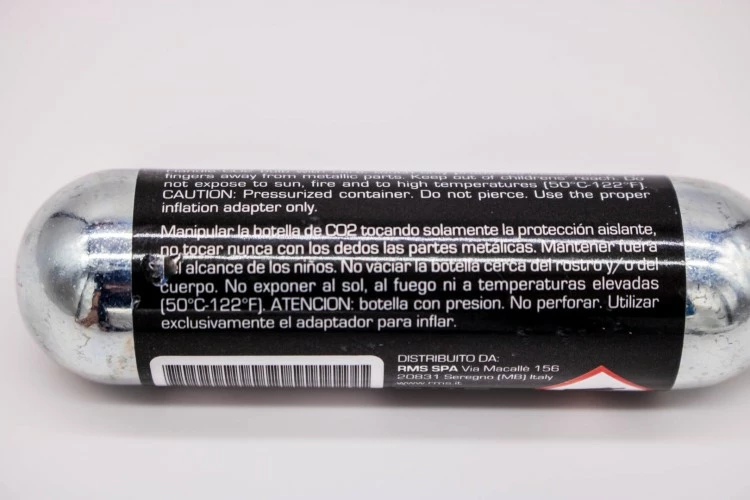 fingers away from metallic parts. Keep out of childrens' reach. Do
not expose to sun, fire and to high temperatures (50°C-122°F).
CAUTION: Pressurized container. Do not pierce. Use the proper
inflation adapter only.
Manipular la botella de CO2 tocando solamente la protección aislante,
no tocar nunca con los dedos las partes metálicas. Mantener fuera
alcance de los niños. No vaciar la botella cerca del rostro y/o del
cuerpo. No exponer al sol, al fuego ni a temperaturas elevadas
(50°C-122°F). ATENCION: botella con presion. No perforar. Utilizar
exclusivamente el adaptador para inflar.
DISTRIBUITO DA:
RMS SPA Via Macallè 156
20831 Seregno (MB) Italy
www.rms.it